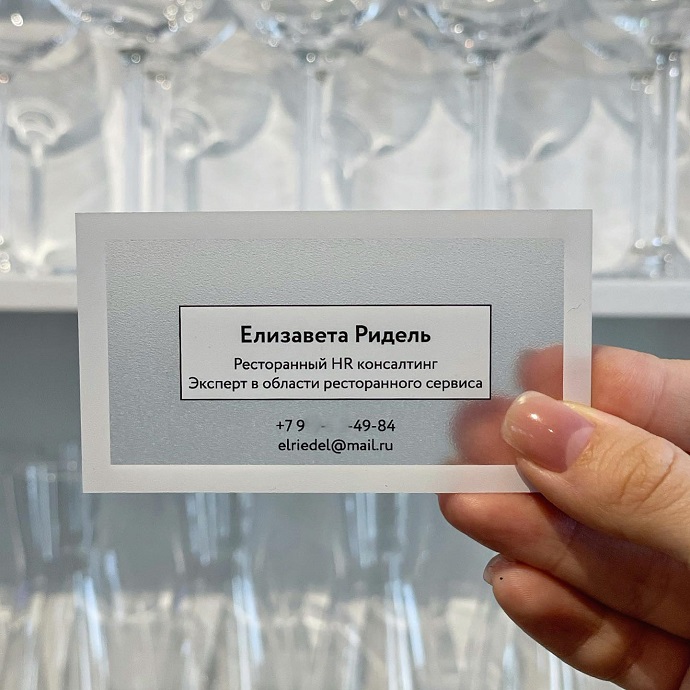 Елизавета Ридель
Ресторанный HR консалтинг
Эксперт в области ресторанного сервиса
+7 9 - -49-84
elriedel@mail.ru